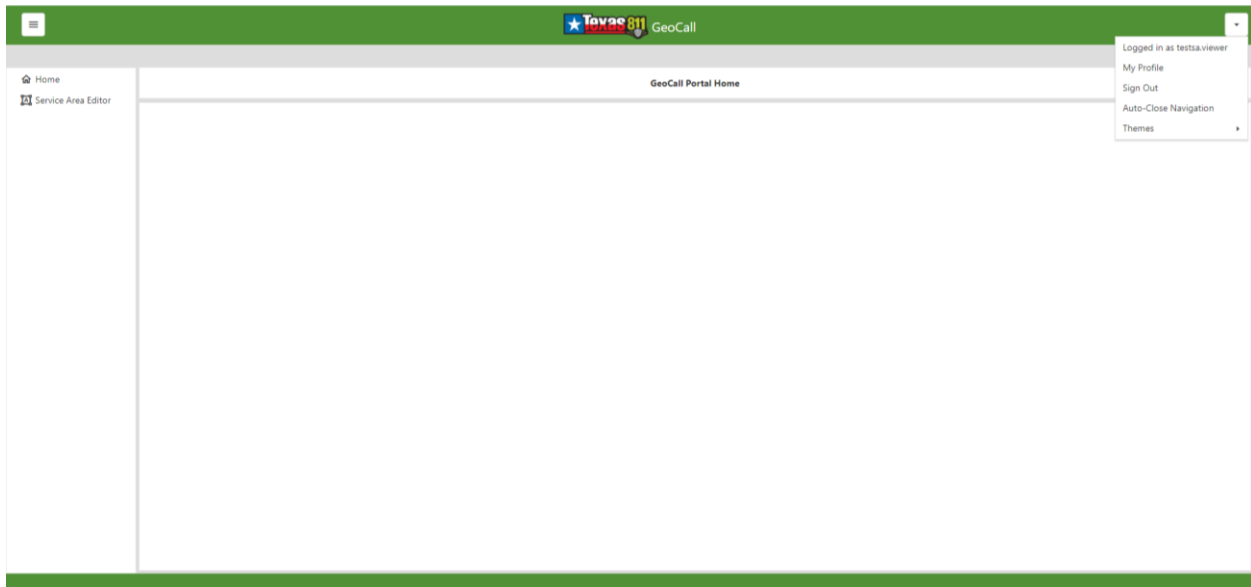 Texas 811 GeoCall
Logged in as testsa.viewer
My Profile
Sign Out
Auto-Close Navigation
Themes
Home
Service Area Editor
GeoCall Portal Home